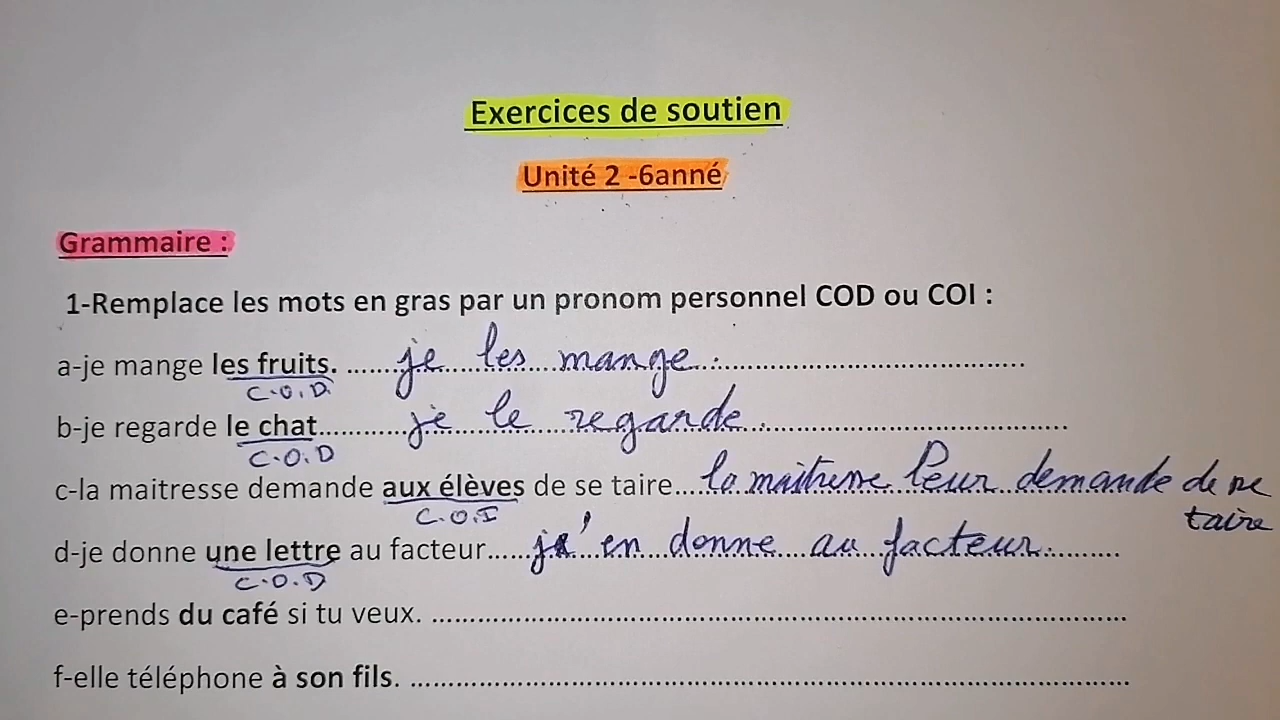 Exercices de soutien
Unité 2 -6anné
Grammaire :
1-Remplace les mots en gras par un pronom personnel COD ou COI :
a-je mange les fruits. ......je les mange.
C.O.D.
b-je regarde le chat............je le regarde.
C.O.D
c-la maitresse demande aux élèves de se taire....la maitresse leur demande de se
C.O.I taire
d-je donne une lettre au facteur......j'en donne au facteur.
C.O.D
e-prends du café si tu veux. ................................................
f-elle téléphone à son fils. ................................................